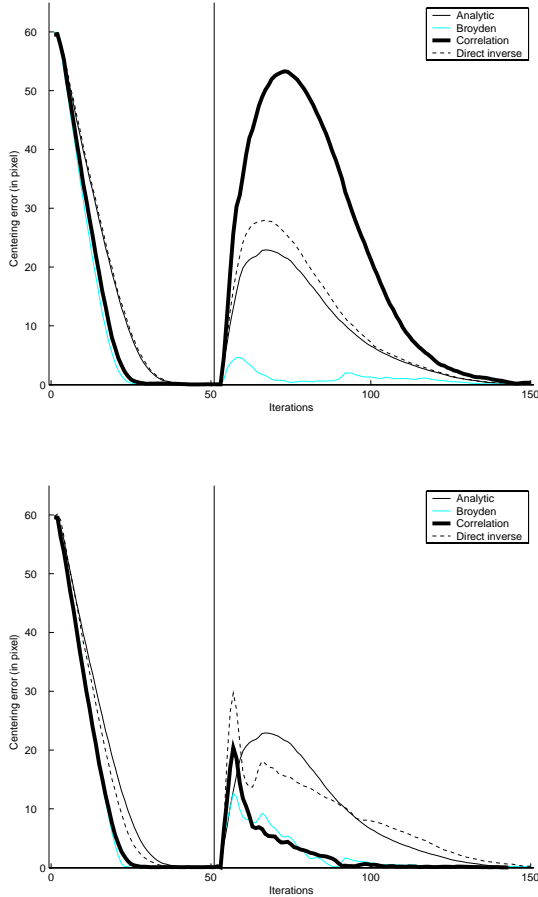 Analytic
Broyden
Correlation
Direct inverse
60
50
40
30
20
10
0
Centering error (in pixel)
0 50 100 150
Iterations
Analytic
Broyden
Correlation
Direct inverse
60
50
40
30
20
10
0
Centering error (in pixel)
0 50 100 150
Iterations